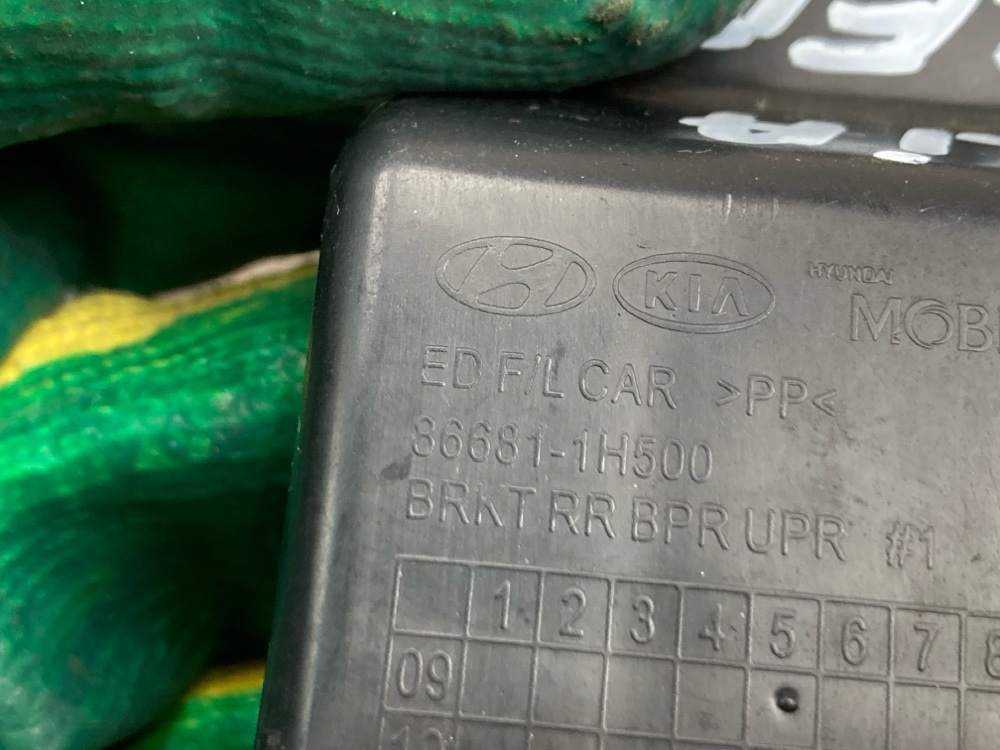 KIA
HYUNDAI
ED F/L CAR >PP<
86681-1H500
BRKT RR BPR UPR #1
1 2 3 4 5 6 7 8
09